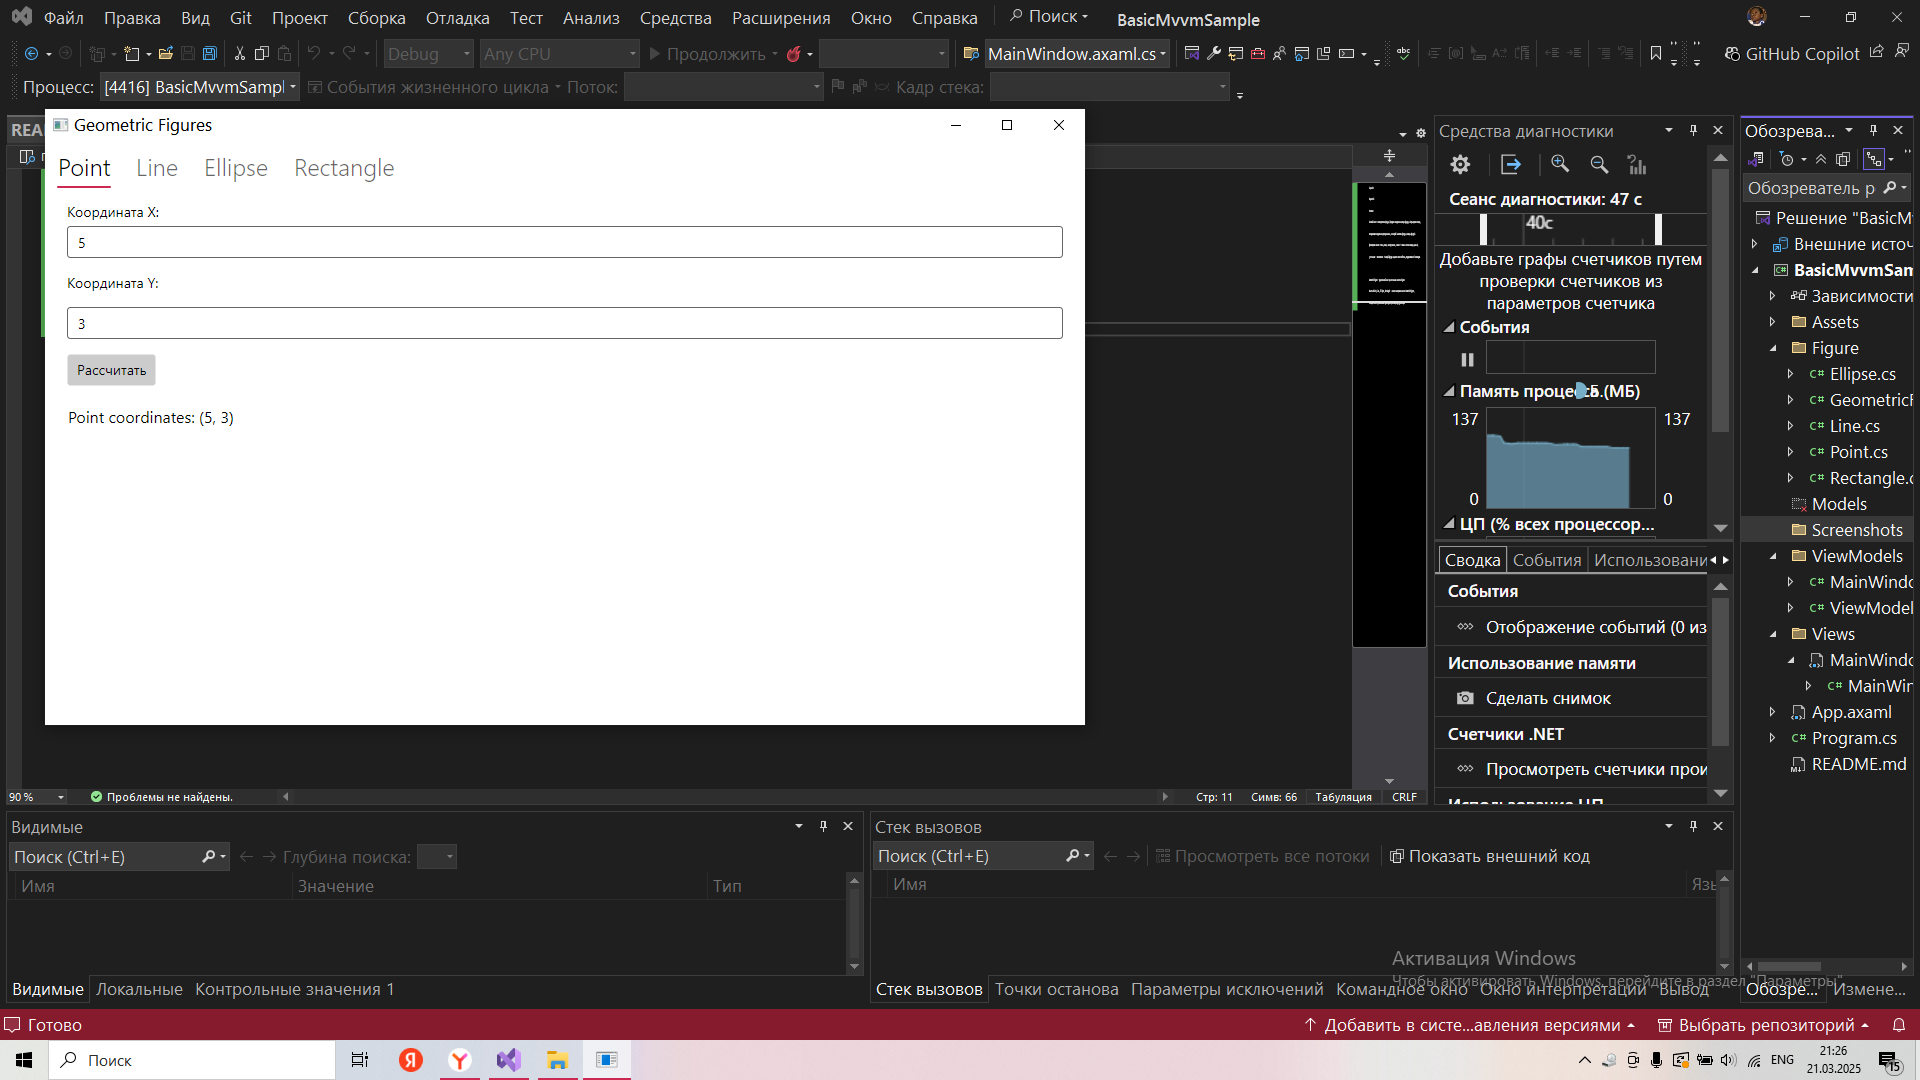 Файл Правка Вид Git Проект Сборка Отладка Тест Анализ Средства Расширения Окно Справка Поиск BasicMvvmSample
Debug Any CPU Продолжить MainWindow.axaml.cs GitHub Copilot
Процесс: [4416] BasicMvvmSampl События жизненного цикла Поток: Кадр стека:
REA
Geometric Figures
Point Line Ellipse Rectangle
Координата X:
5
Координата Y:
3
Рассчитать
Point coordinates: (5, 3)
90 % Проблемы не найдены. Стр: 11 Симв: 66 Табуляция CRLF
Средства диагностики
Сеанс диагностики: 47 с
40с
Добавьте графы счетчиков путем
проверки счетчиков из
параметров счетчика
События
Память процесса (МБ)
137 137
0 0
ЦП (% всех процессор...
Сводка События Использовани
События
Отображение событий (0 из
Использование памяти
Сделать снимок
Счетчики .NET
Просмотреть счетчики прои
Использование ЦП
Обозрева...
Обозреватель р
Решение "BasicM
Внешние источ
BasicMvvmSam
Зависимости
Assets
Figure
Ellipse.cs
GeometricF
Line.cs
Point.cs
Rectangle.c
Models
Screenshots
ViewModels
MainWindo
ViewModel
Views
MainWindo
MainWin
App.axaml
Program.cs
README.md
Обозре... Измене...
Видимые
Поиск (Ctrl+E) Глубина поиска:
Имя Значение Тип
Видимые Локальные Контрольные значения 1
Стек вызовов
Поиск (Ctrl+E) Просмотреть все потоки Показать внешний код
Имя Язы
Стек вызовов Точки останова Параметры исключений Командное окно Окно интерпретации Вывод
Активация Windows
Чтобы активировать Windows, перейдите в раздел "Параметры".
Готово Добавить в систе...авления версиями Выбрать репозиторий
Поиск ENG 21:26
21.03.2025 15